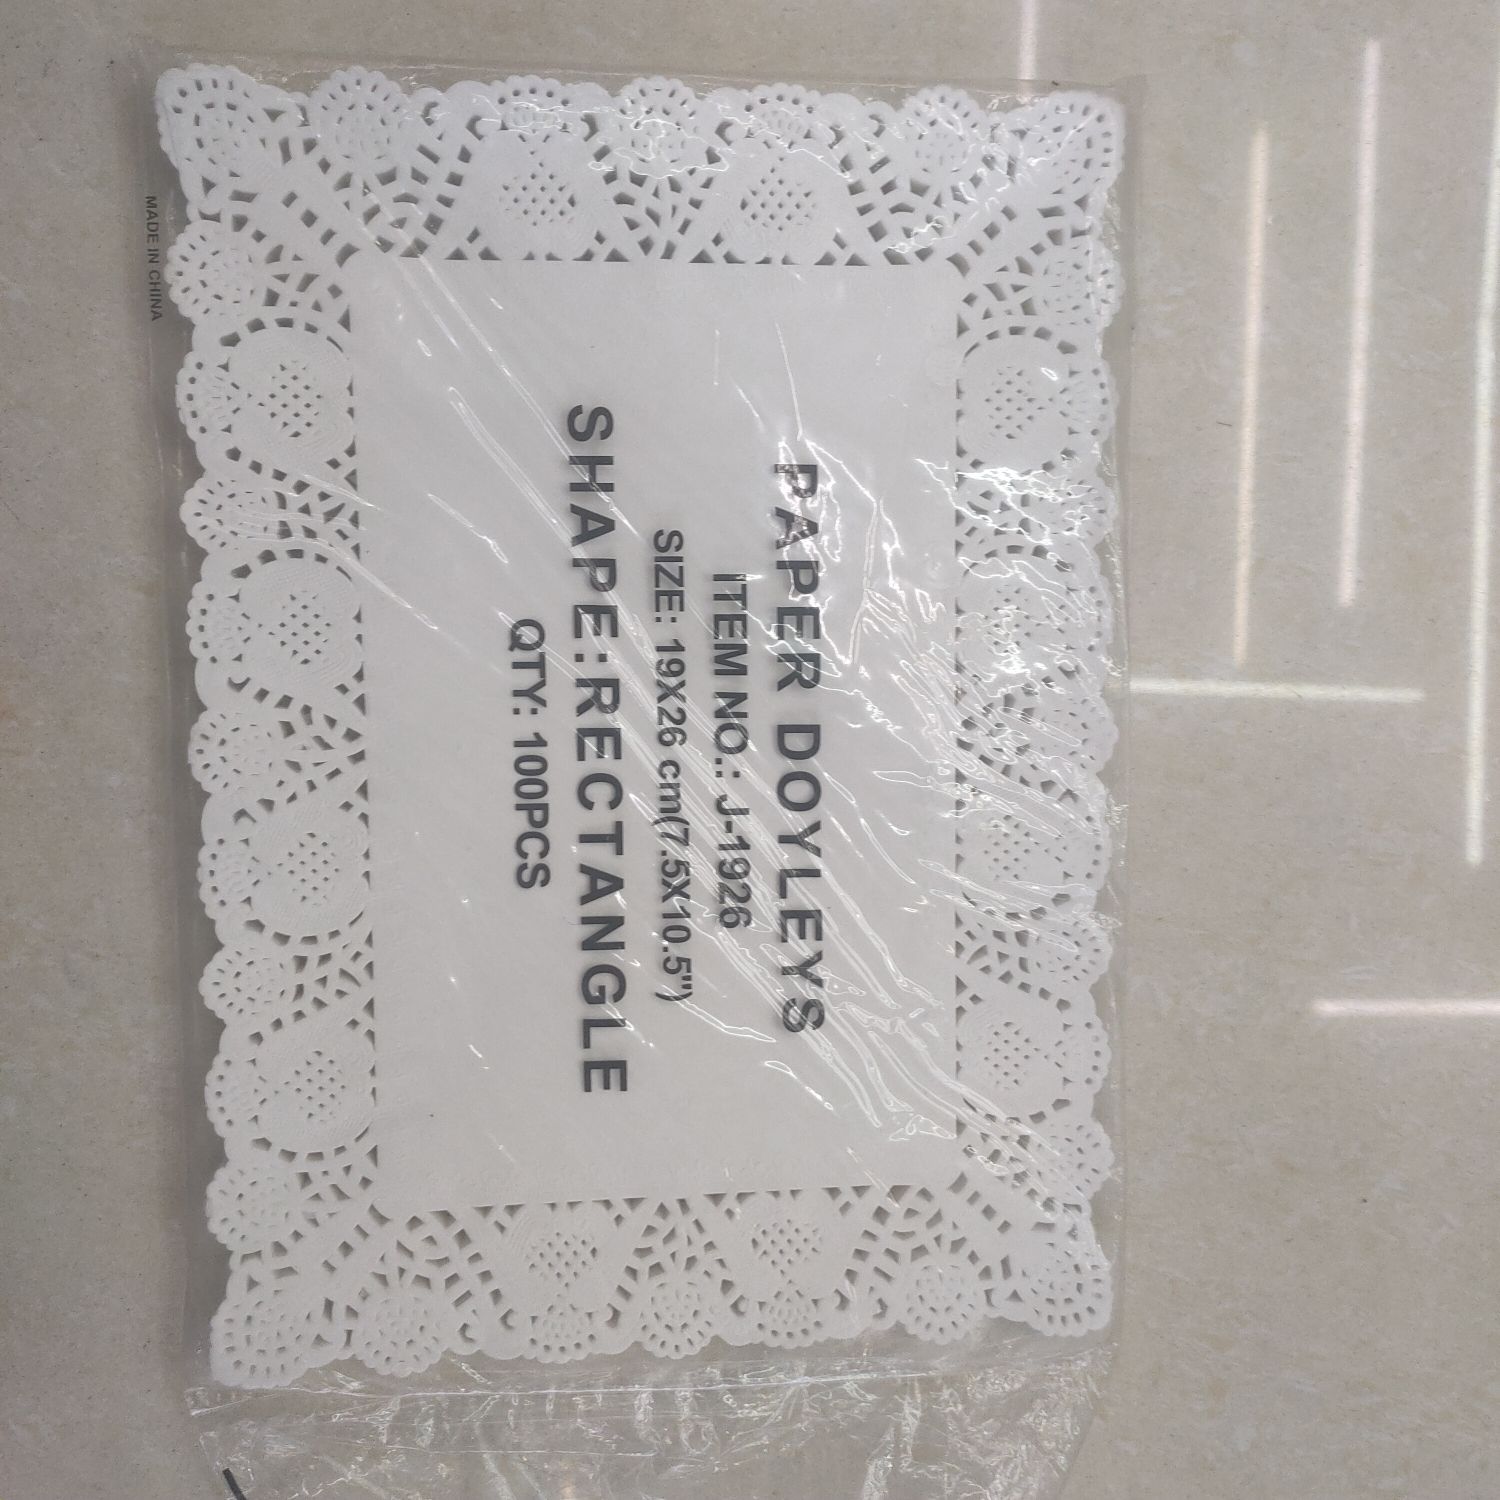 PAPER DOYLEYS
ITEM NO.: J-1926
SIZE: 19X26 cm(7.5X10.5")
SHAPE:RECTANGLE
QTY: 100PCS
MADE IN CHINA